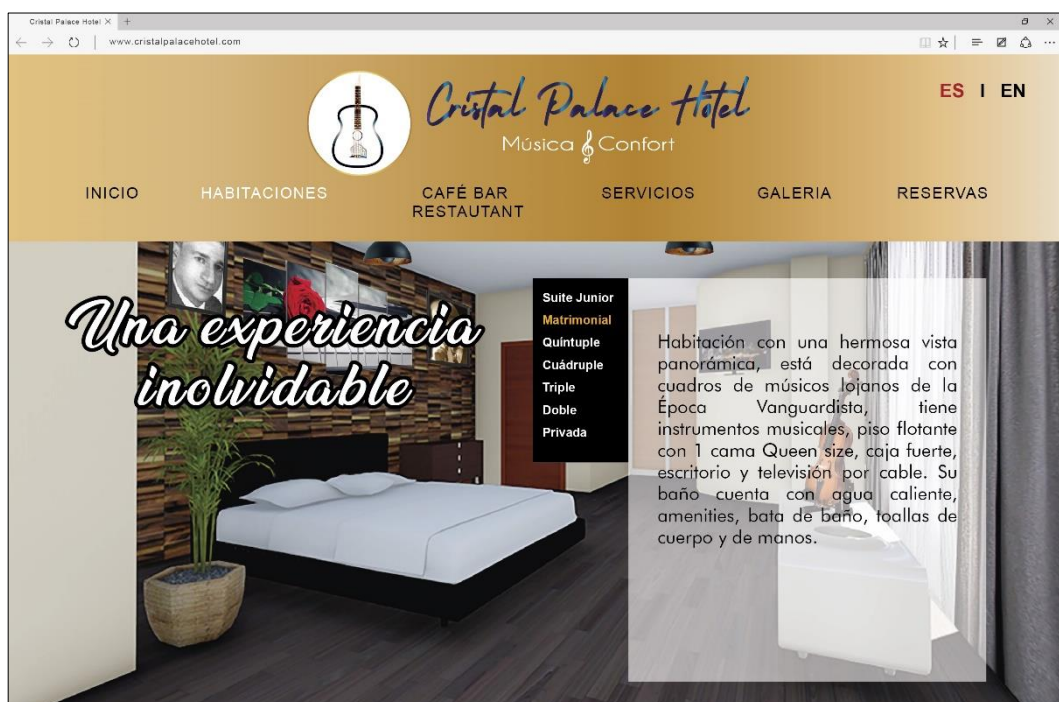 Cristal Palace Hotel
www.cristalpalacehotel.com
Cristal Palace Hotel
Música & Confort
ES I EN
INICIO
HABITACIONES
CAFÉ BAR
RESTAUTANT
SERVICIOS
GALERIA
RESERVAS
Una experiencia
inolvidable
Suite Junior
Matrimonial
Quíntuple
Cuádruple
Triple
Doble
Privada
Habitación con una hermosa vista
panorámica, está decorada con
cuadros de músicos lojanos de la
Época Vanguardista, tiene
instrumentos musicales, piso flotante
con 1 cama Queen size, caja fuerte,
escritorio y televisión por cable. Su
baño cuenta con agua caliente,
amenities, bata de baño, toallas de
cuerpo y de manos.